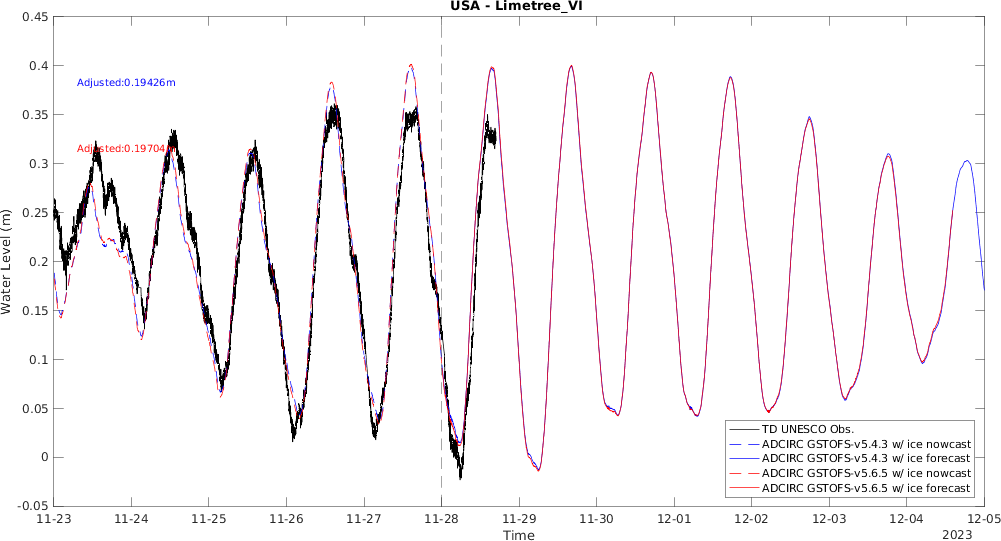 USA - Limetree_VI
0.45
0.4
0.35
0.3
0.25
0.2
0.15
0.1
0.05
0
-0.05
Water Level (m)
Adjusted:0.19426m
Adjusted:0.19704
TD UNESCO Obs.
ADCIRC GSTOFS-v5.4.3 w/ ice nowcast
ADCIRC GSTOFS-v5.4.3 w/ ice forecast
ADCIRC GSTOFS-v5.6.5 w/ ice nowcast
ADCIRC GSTOFS-v5.6.5 w/ ice forecast
11-23 11-24 11-25 11-26 11-27 11-28 11-29 11-30 12-01 12-02 12-03 12-04 12-05
Time
2023